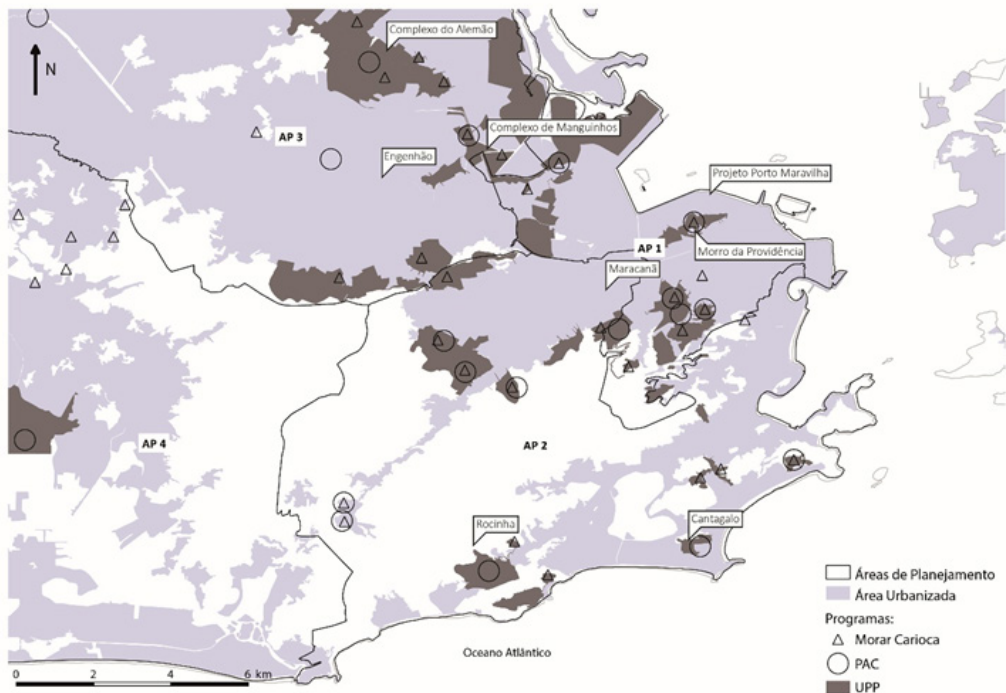 Complexo do Alemão
N
AP 3
Complexo de Manguinhos
Engenhão
Projeto Porto Maravilha
AP 1
Morro da Providência
Maracanã
AP 4
AP 2
Rocinha
Cantagalo
Oceano Atlântico
0 2 4 6 km
Áreas de Planejamento
Área Urbanizada
Programas:
Morar Carioca
PAC
UPP